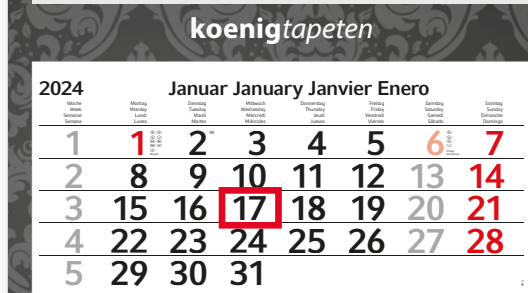 koenigtapeten
2024 Januar January Janvier Enero
Woche Montag Dienstag Mittwoch Donnerstag Freitag Samstag Sonntag
Week Monday Tuesday Wednesday Thursday Friday Saturday Sunday
Semaine Lundi Mardi Mercredi Jeudi Vendredi Samedi Dimanche
Semana Lunes Martes Miércoles Jueves Viernes Sábado Domingo
1 1 2 3 4 5 6 7
2 8 9 10 11 12 13 14
3 15 16 17 18 19 20 21
4 22 23 24 25 26 27 28
5 29 30 31